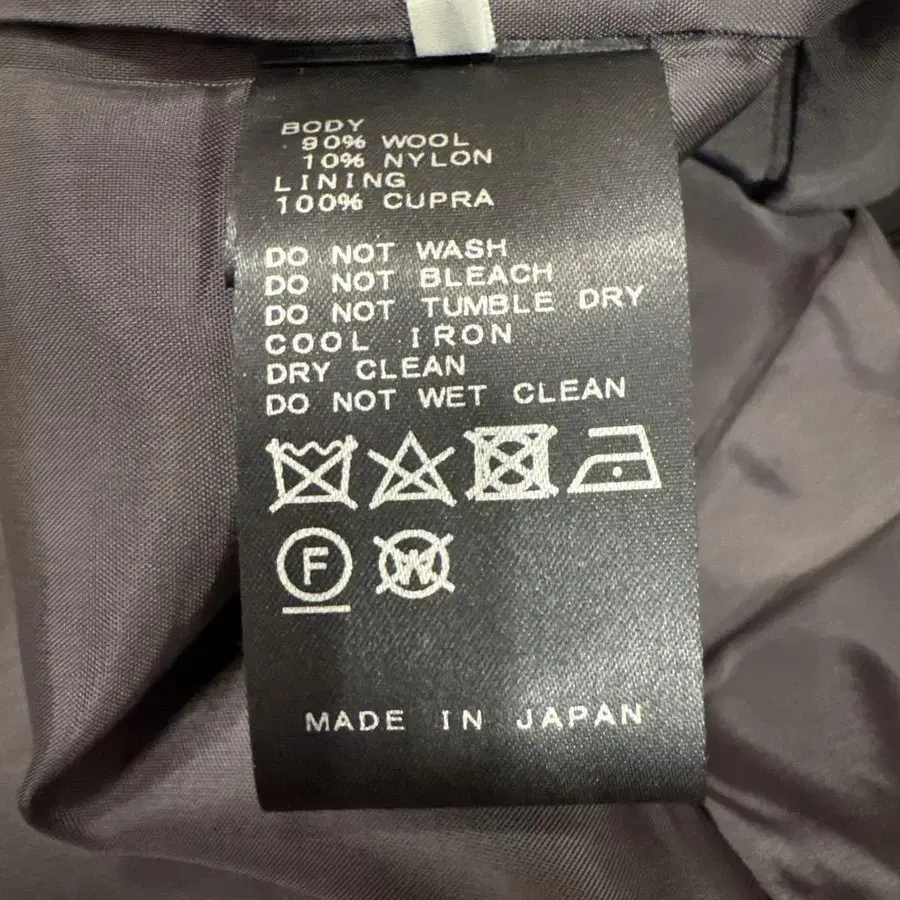 BODY
90% WOOL
10% NYLON
LINING
100% CUPRA
DO NOT WASH
DO NOT BLEACH
DO NOT TUMBLE DRY
COOL IRON
DRY CLEAN
DO NOT WET CLEAN
F W
MADE IN JAPAN